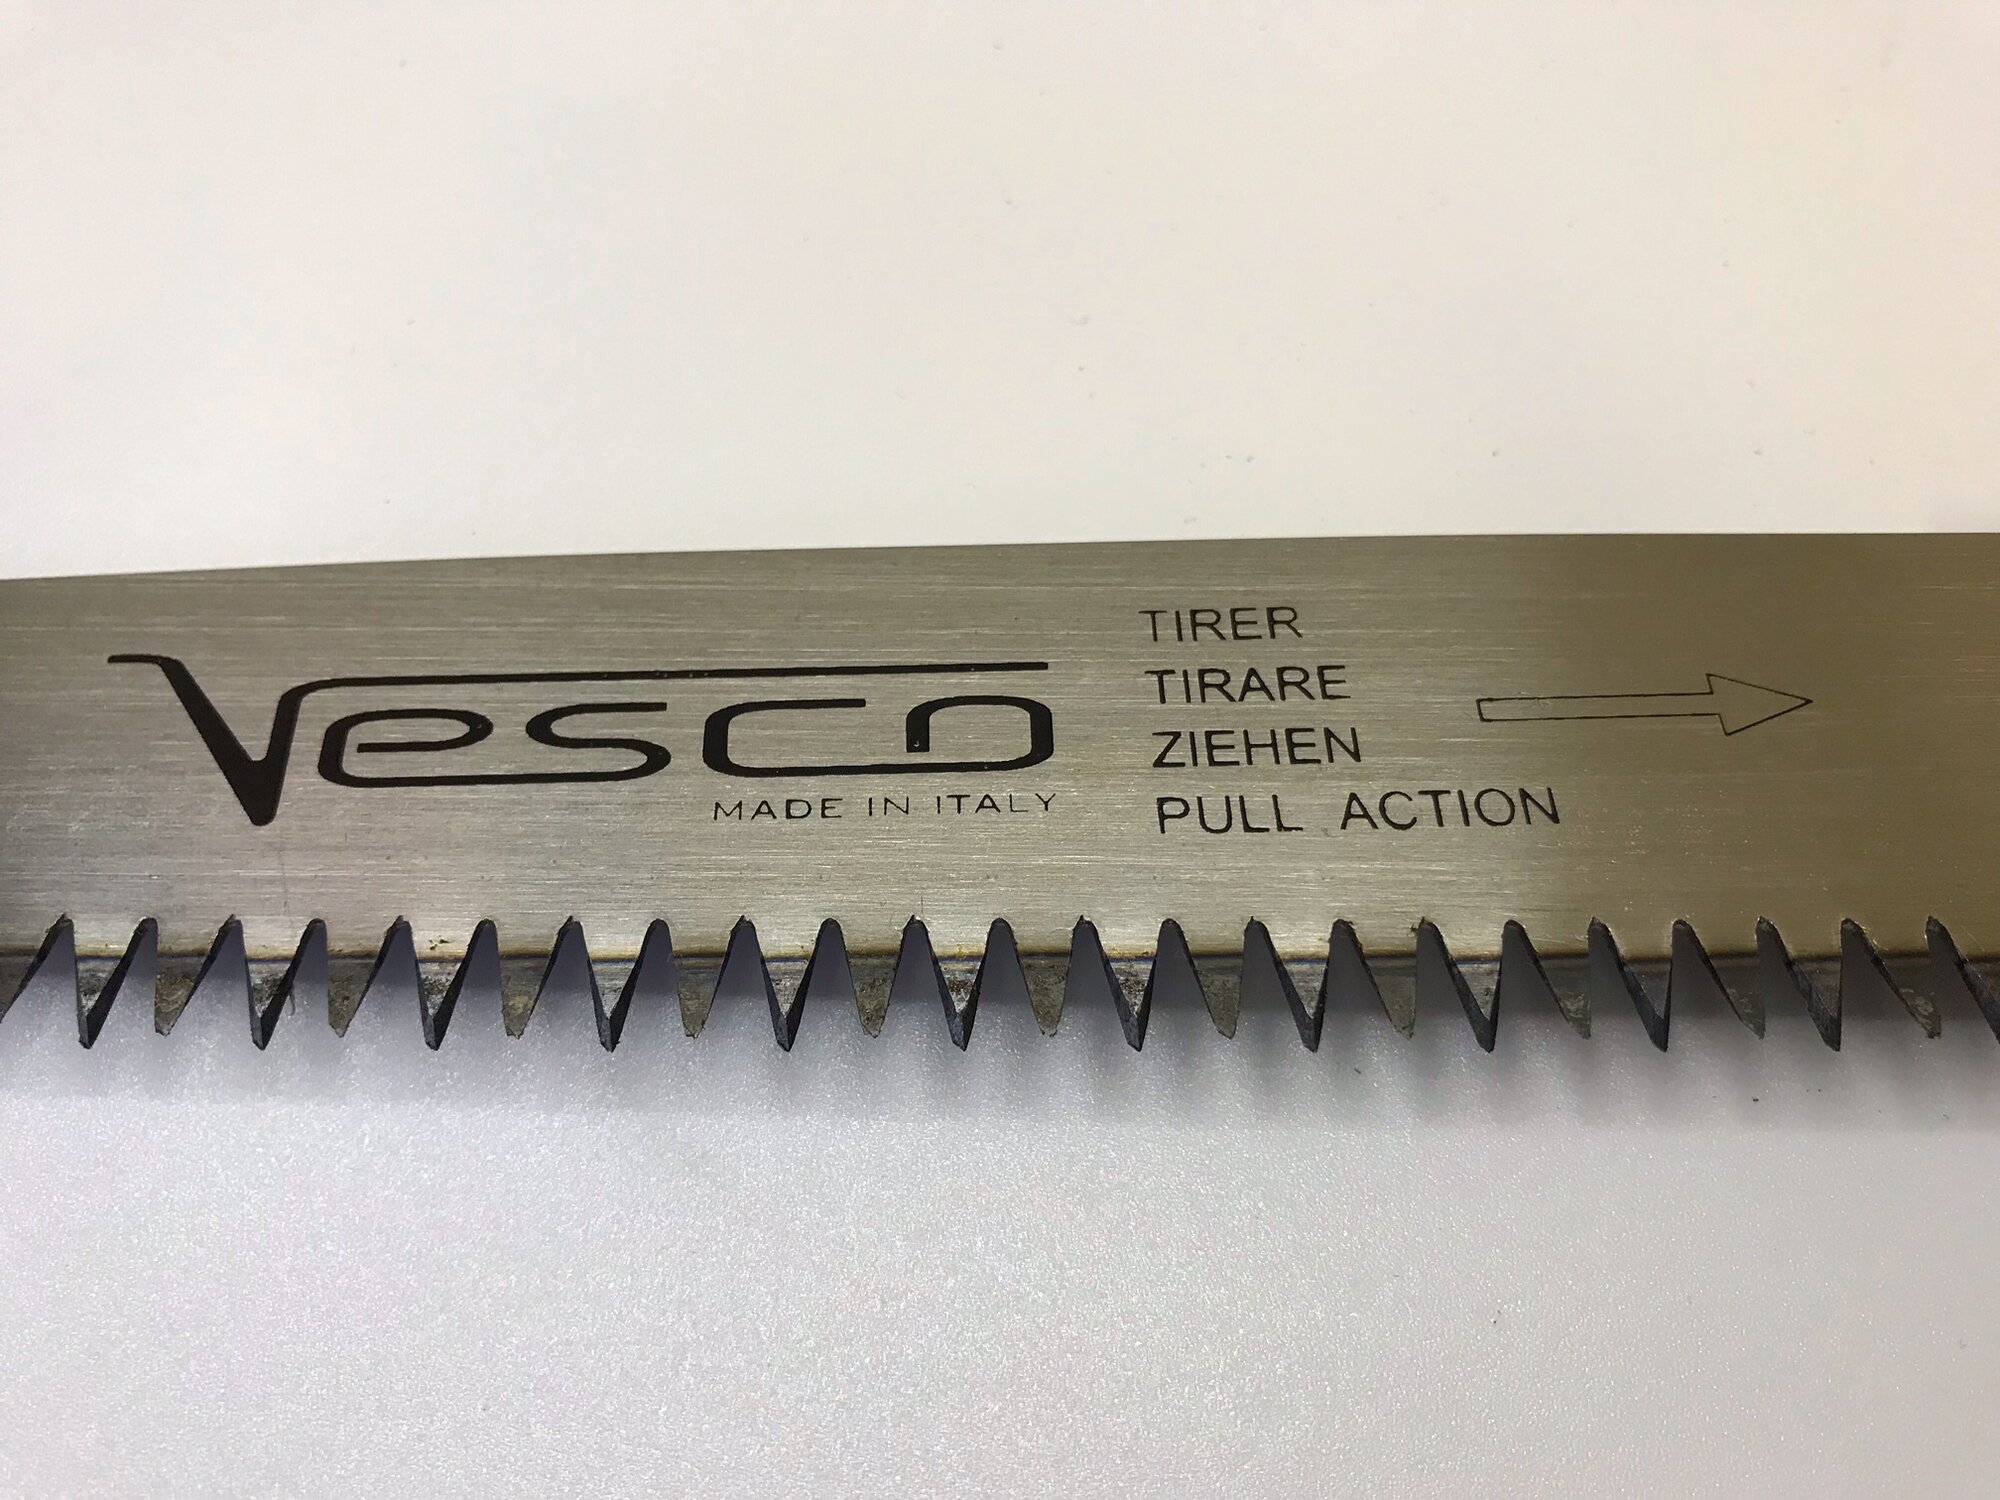 Vesco
MADE IN ITALY
TIRER
TIRARE
ZIEHEN
PULL ACTION